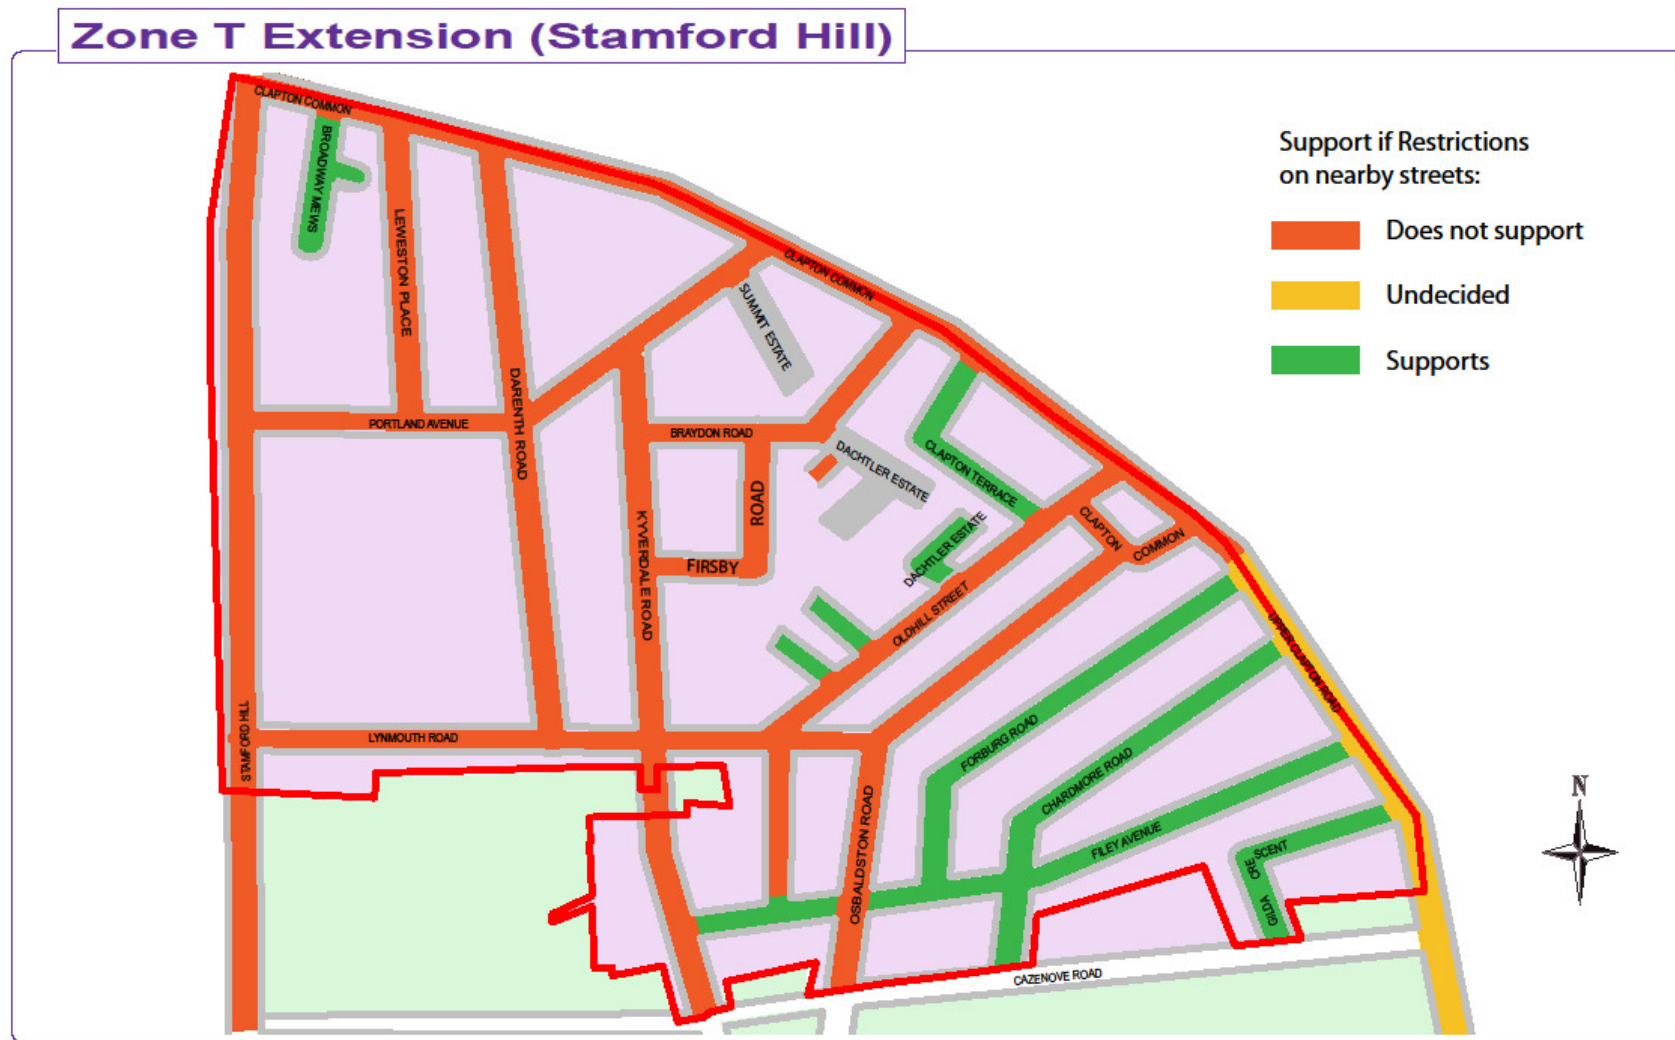 Zone T Extension (Stamford Hill)
CLAPTON COMMON
BROADWAY MEWS
LEWESTON PLACE
Support if Restrictions
on nearby streets:
Does not support
Undecided
Supports
CLAPTON COMMON
SUMMIT ESTATE
DARENTH ROAD
PORTLAND AVENUE
BRAYDON ROAD
DACHTLER ESTATE
CLAPTON TERRACE
ROAD
FIRSBY
KYVERDALE ROAD
DACHTLER ESTATE
CLAPTON
COMMON
OLDHILL STREET
UPPER CLAPTON ROAD
STAMFORD HILL
LYNMOUTH ROAD
FORBURG ROAD
CHARDMORE ROAD
OSBALDSTON ROAD
FILEY AVENUE
GILDA
CRE
SCENT
CAZENOVE ROAD
N